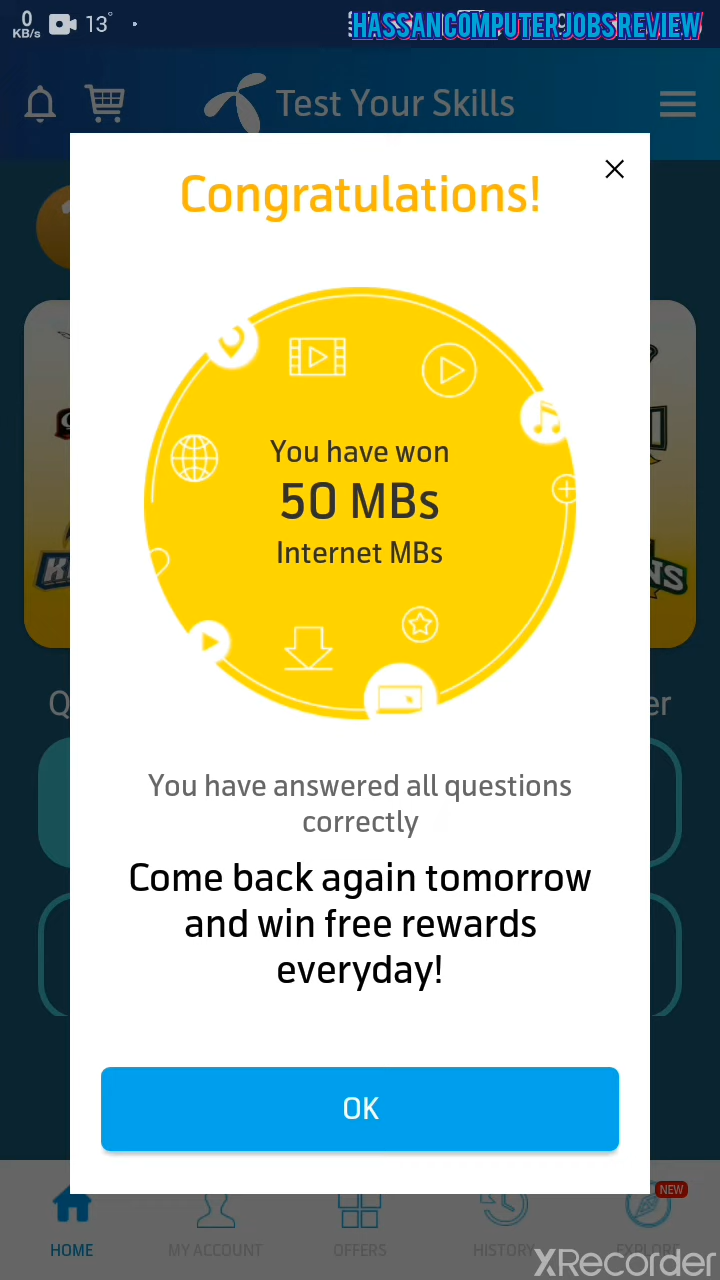 0
KB/s
13°
HASSANCOMPUTERJOBSREVIEW
Test Your Skills
Congratulations!
You have won
50 MBs
Internet MBs
You have answered all questions
correctly
Come back again tomorrow
and win free rewards
everyday!
OK
NEW
HOME
MY ACCOUNT
OFFERS
HISTORY
EXPLORE
XRecorder